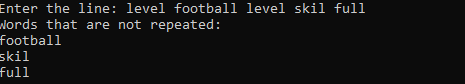 Enter the line: level football level skil full
Words that are not repeated:
football
skil
full